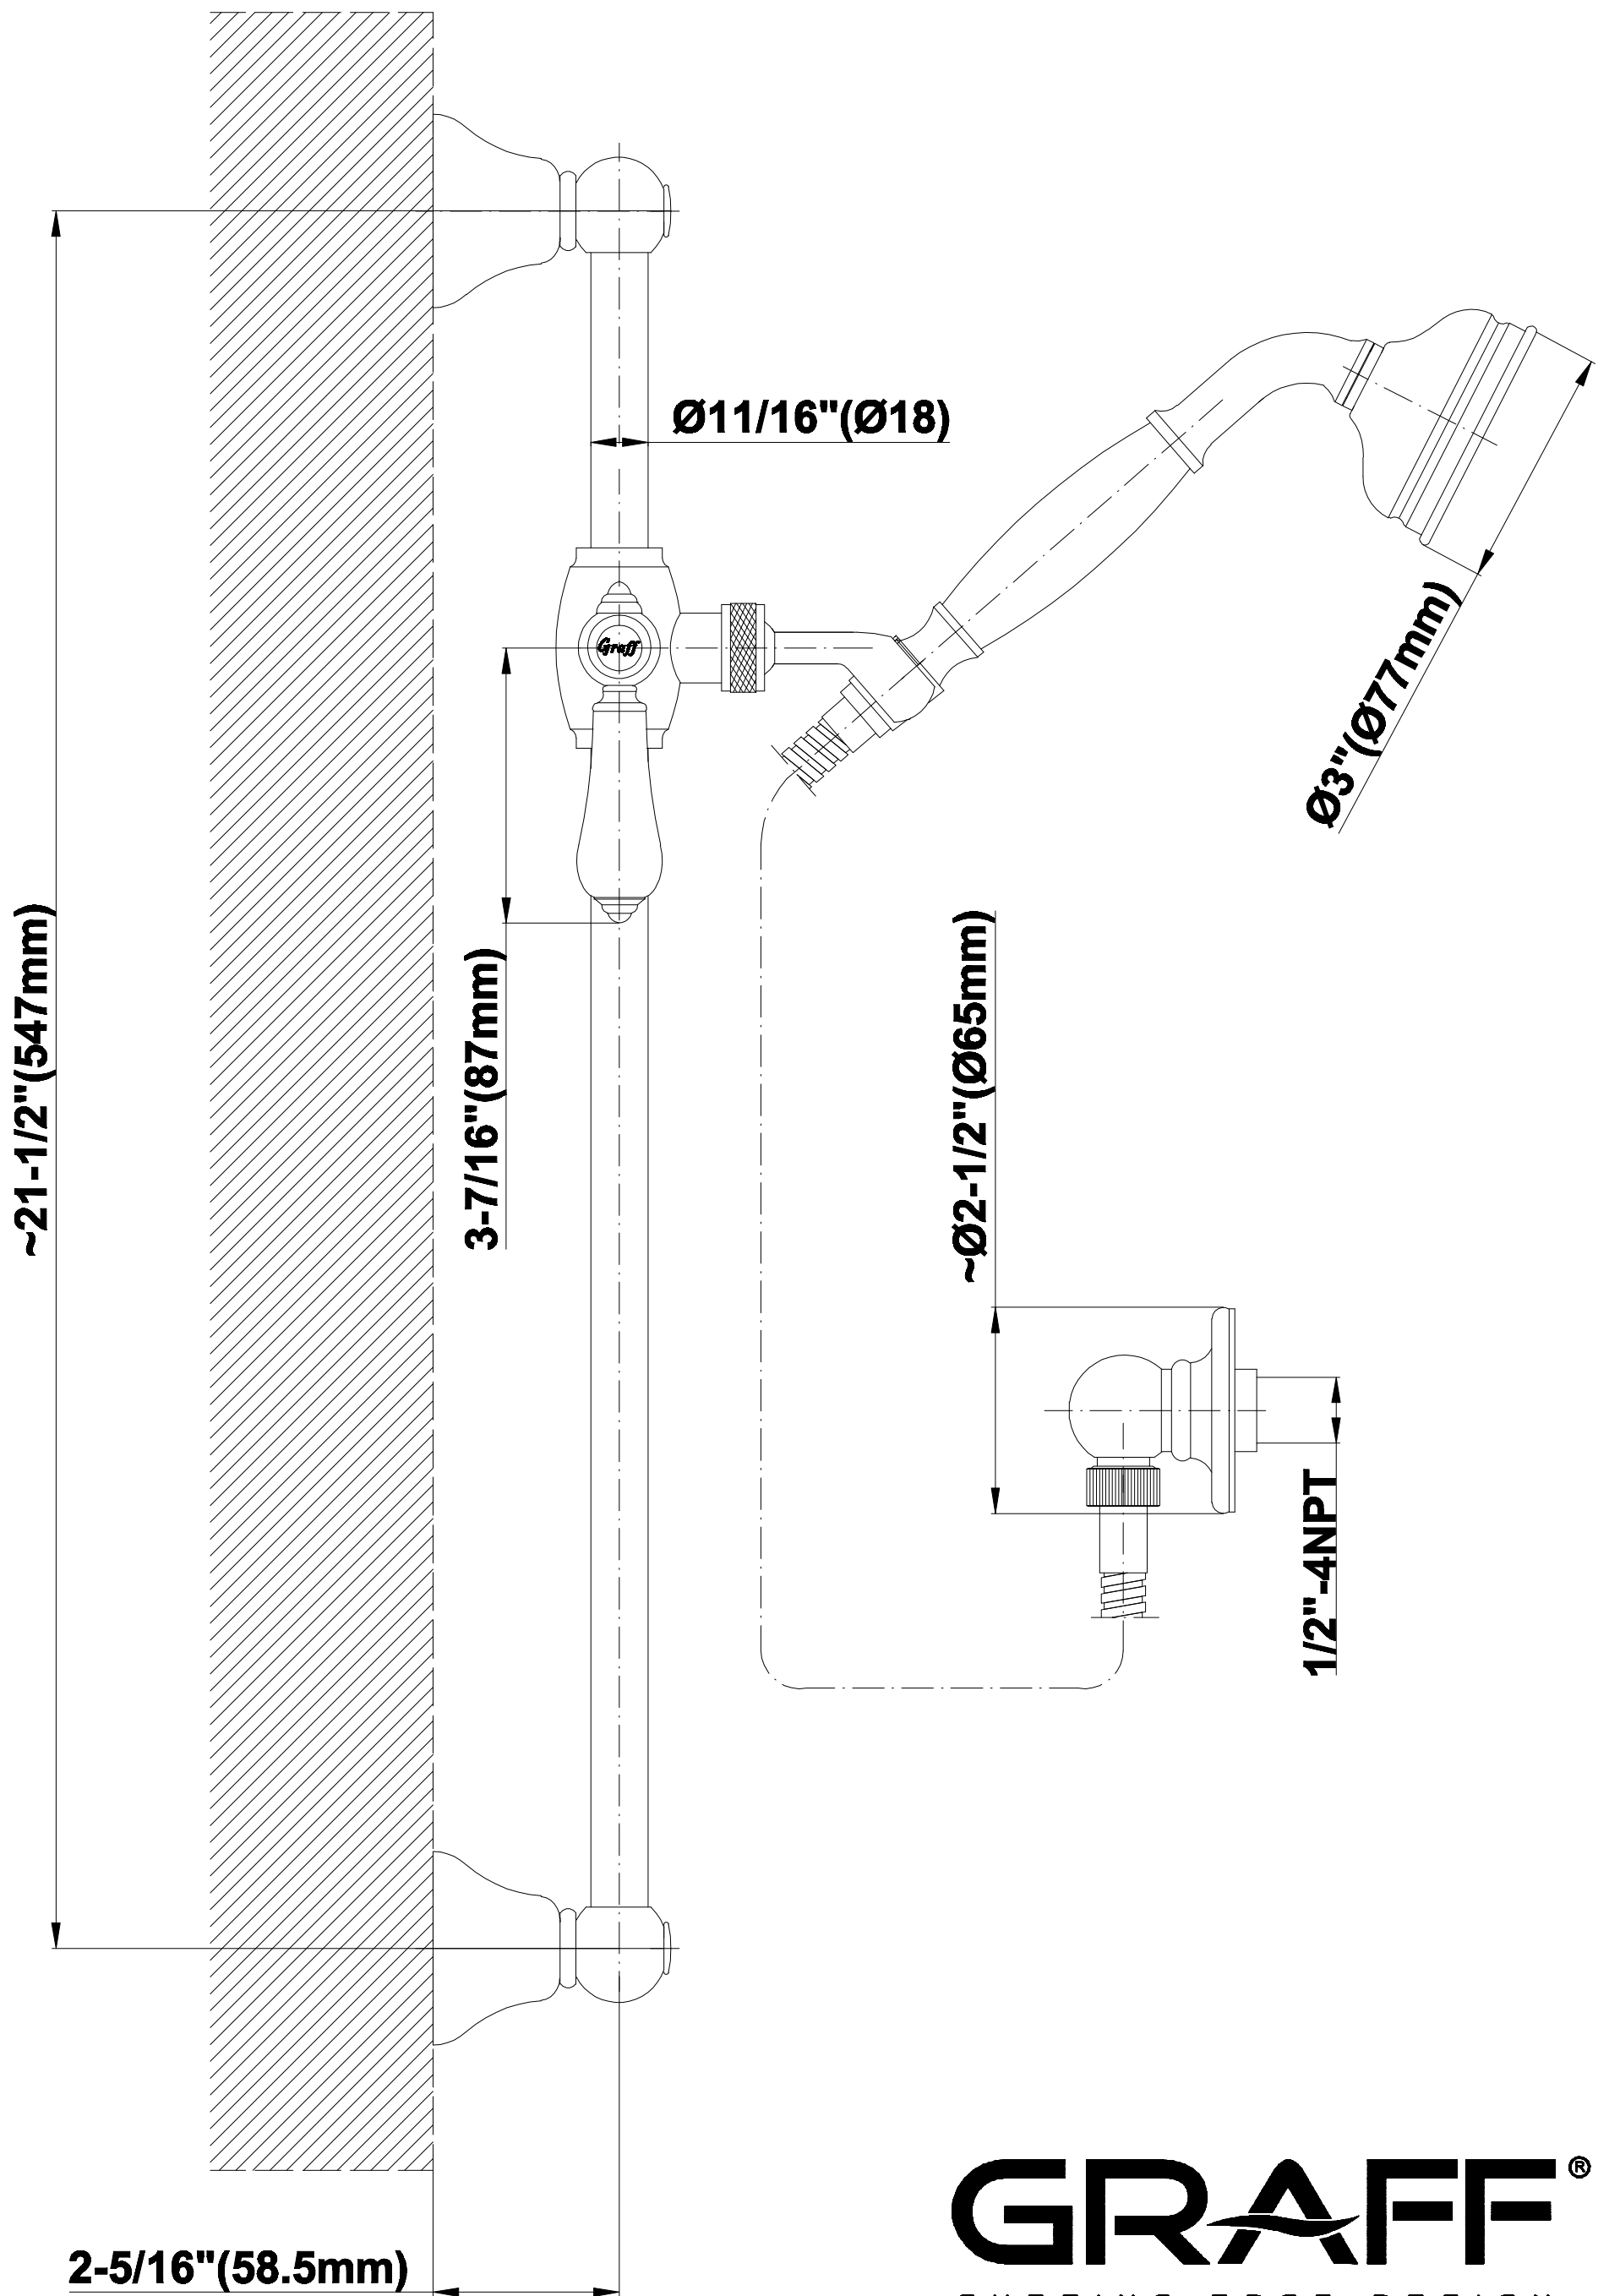 Ø11/16"(Ø18)
Graff
Ø3"(Ø77mm)
~21-1/2"(547mm)
3-7/16"(87mm)
~Ø2-1/2"(Ø65mm)
1/2"-4NPT
2-5/16"(58.5mm)
GRAFF®